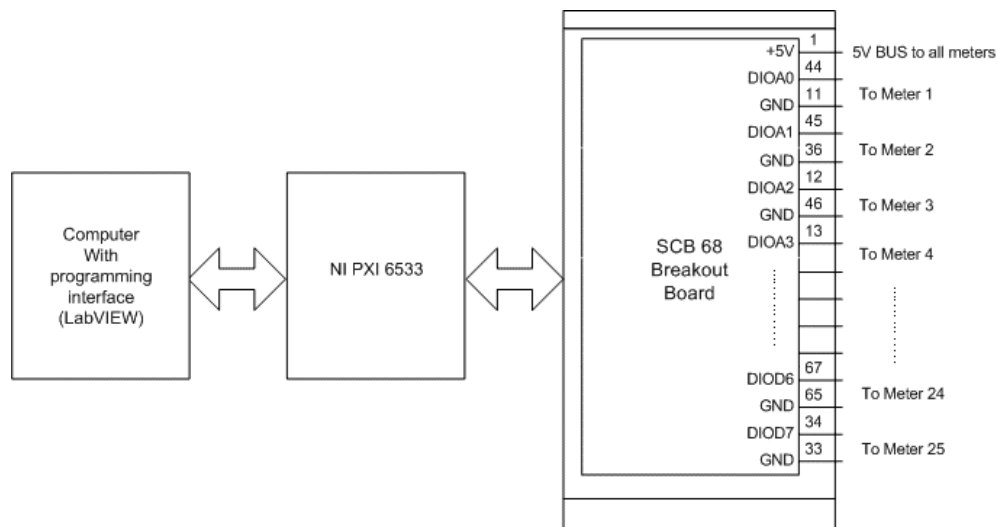 Computer
With
programming
interface
(LabVIEW)
NI PXI 6533
SCB 68
Breakout
Board
+5V 1 5V BUS to all meters
DIOA0 44
To Meter 1
GND 11
DIOA1 45
To Meter 2
GND 36
DIOA2 12
To Meter 3
GND 46
DIOA3 13
To Meter 4
DIOD6 67
To Meter 24
GND 65
DIOD7 34
To Meter 25
GND 33